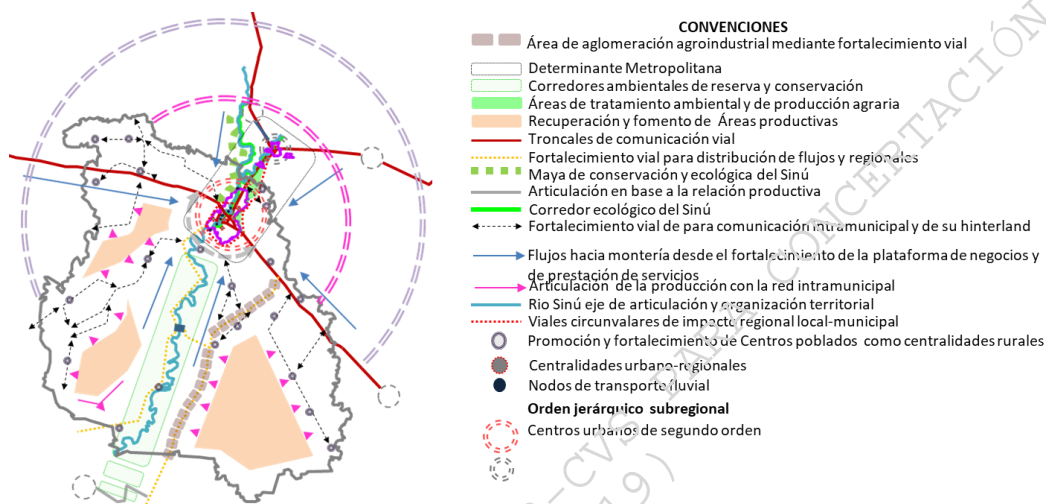 CONVENCIONES
Área de aglomeración agroindustrial mediante fortalecimiento vial
Determinante Metropolitana
Corredores ambientales de reserva y conservación
Áreas de tratamiento ambiental y de producción agraria
Recuperación y fomento de Áreas productivas
Troncales de comunicación vial
Fortalecimiento vial para distribución de flujos y regionales
Maya de conservación y ecológica del Sinú
Articulación en base a la relación productiva
Corredor ecológico del Sinú
Fortalecimiento vial de para comunicación intramunicipal y de su hinterland
Flujos hacia montería desde el fortalecimiento de la plataforma de negocios y
de prestación de servicios
Articulación de la producción con la red intramunicipal
Rio Sinú eje de articulación y organización territorial
Viales circunvalares de impacto regional local-municipal
Promoción y fortalecimiento de Centros poblados como centralidades rurales
Centralidades urbano-regionales
Nodos de transporte fluvial
Orden jerárquico subregional
Centros urbanos de segundo orden
-CVS PARA CONCERTACIÓN
19)